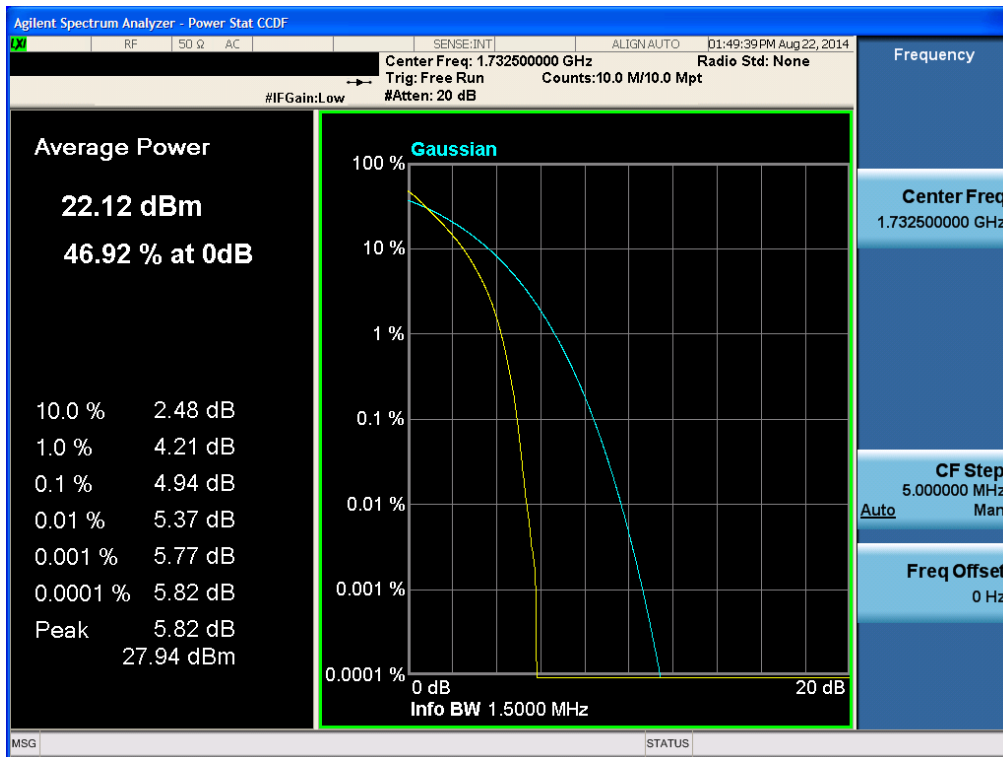 Agilent Spectrum Analyzer - Power Stat CCDF
LXI RF 50 Ω AC SENSE:INT ALIGN AUTO 01:49:39 PM Aug 22, 2014
Center Freq: 1.732500000 GHz Radio Std: None
Trig: Free Run Counts:10.0 M/10.0 Mpt
#IFGain:Low #Atten: 20 dB
Average Power
22.12 dBm
46.92 % at 0dB
10.0 % 2.48 dB
1.0 % 4.21 dB
0.1 % 4.94 dB
0.01 % 5.37 dB
0.001 % 5.77 dB
0.0001 % 5.82 dB
Peak 5.82 dB
27.94 dBm
Gaussian
100 %
10 %
1 %
0.1 %
0.01 %
0.001 %
0.0001 %
0 dB 20 dB
Info BW 1.5000 MHz
Frequency
Center Freq
1.732500000 GHz
CF Step
5.000000 MHz
Auto Man
Freq Offset
0 Hz
MSG STATUS